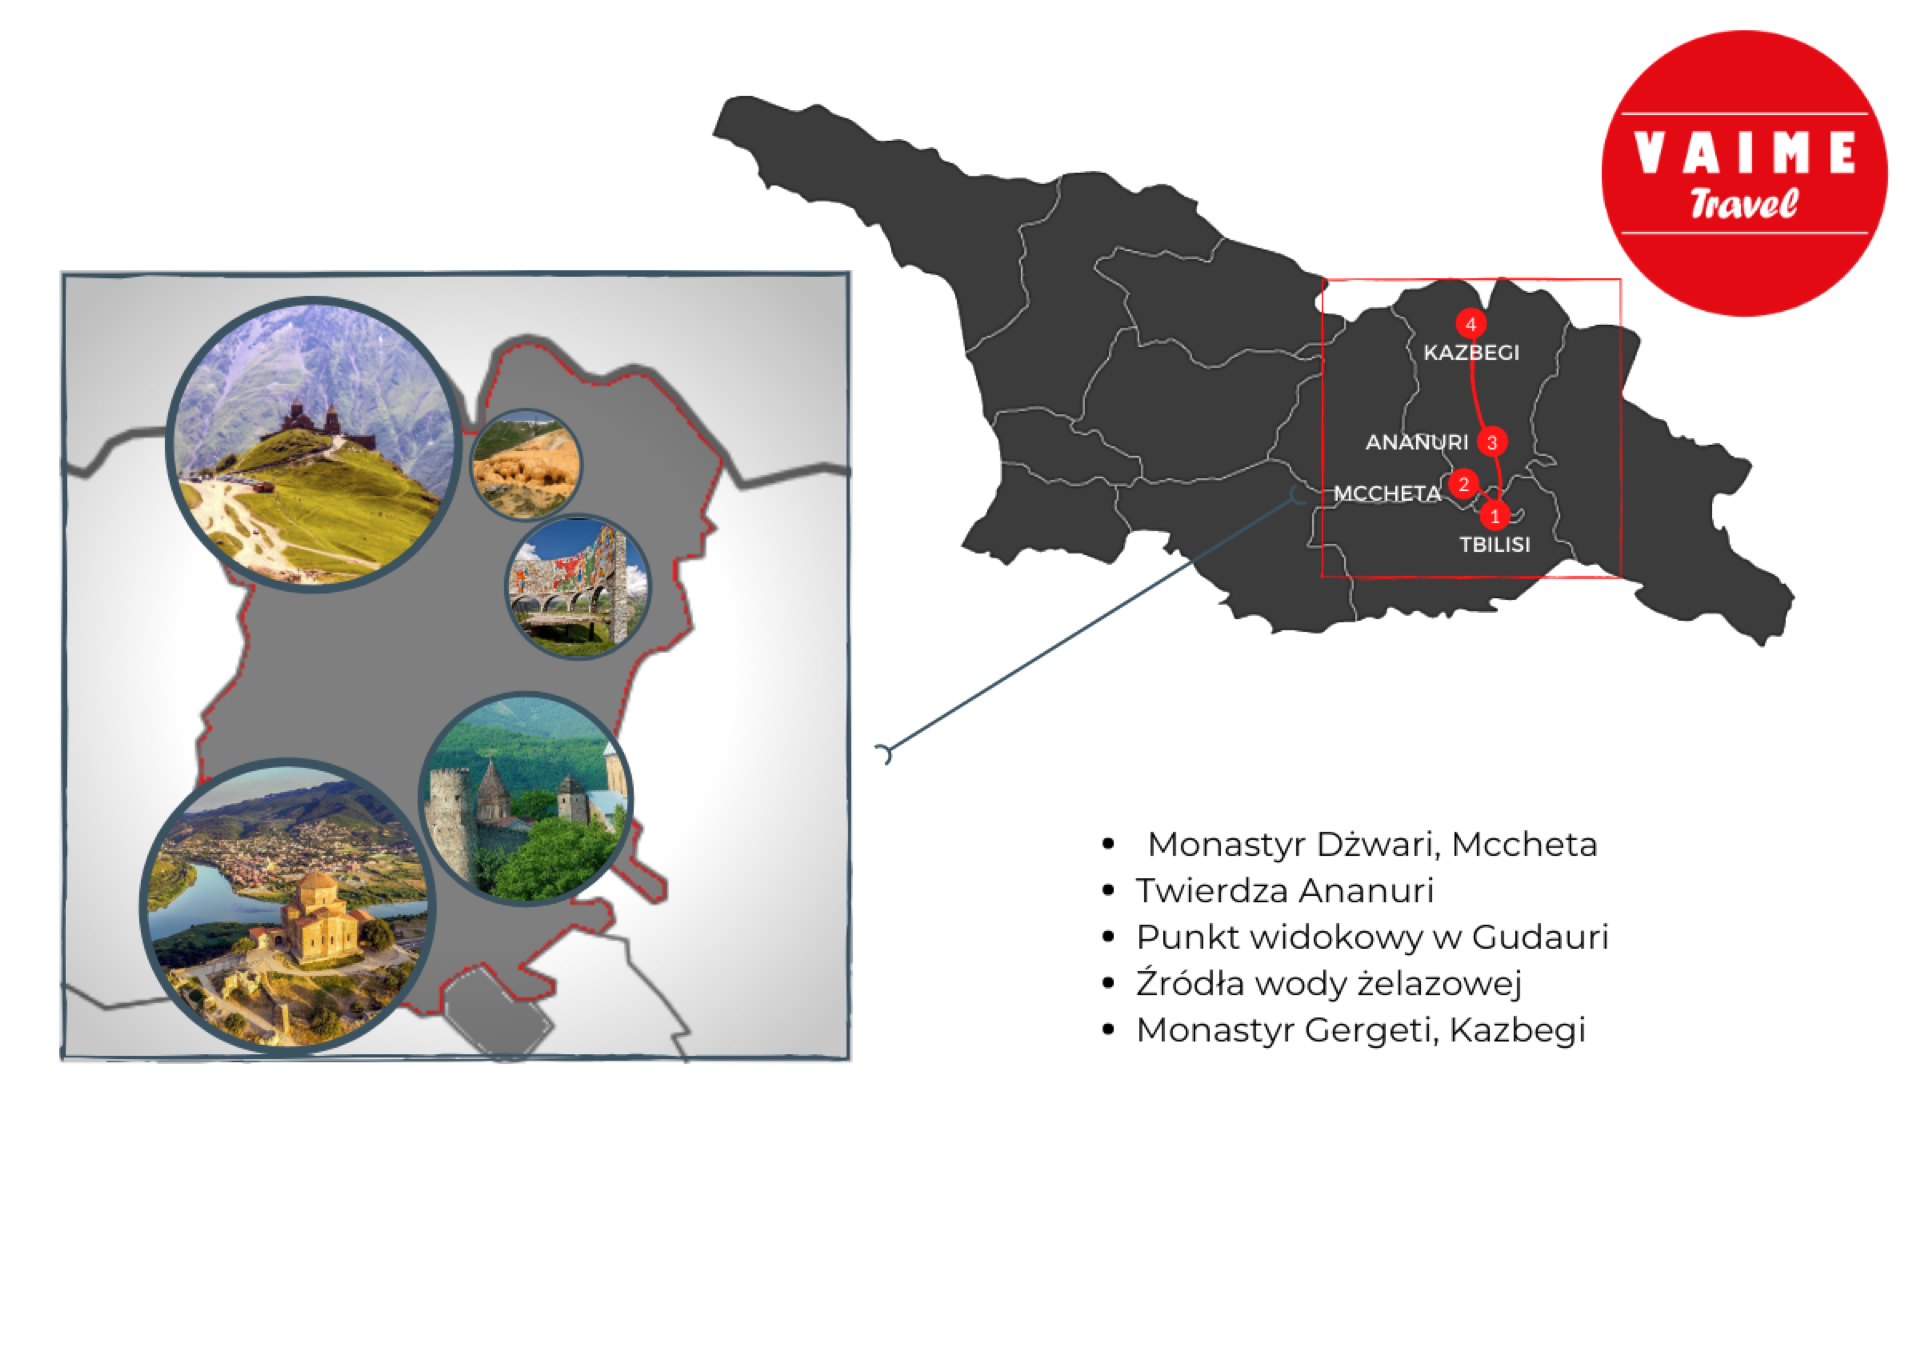 VAIME
Travel
4
KAZBEGI
ANANURI 3
MCCHETA 2
1
TBILISI
• Monastyr Dżwari, Mccheta
• Twierdza Ananuri
• Punkt widokowy w Gudauri
• Źródła wody żelazowej
• Monastyr Gergeti, Kazbegi